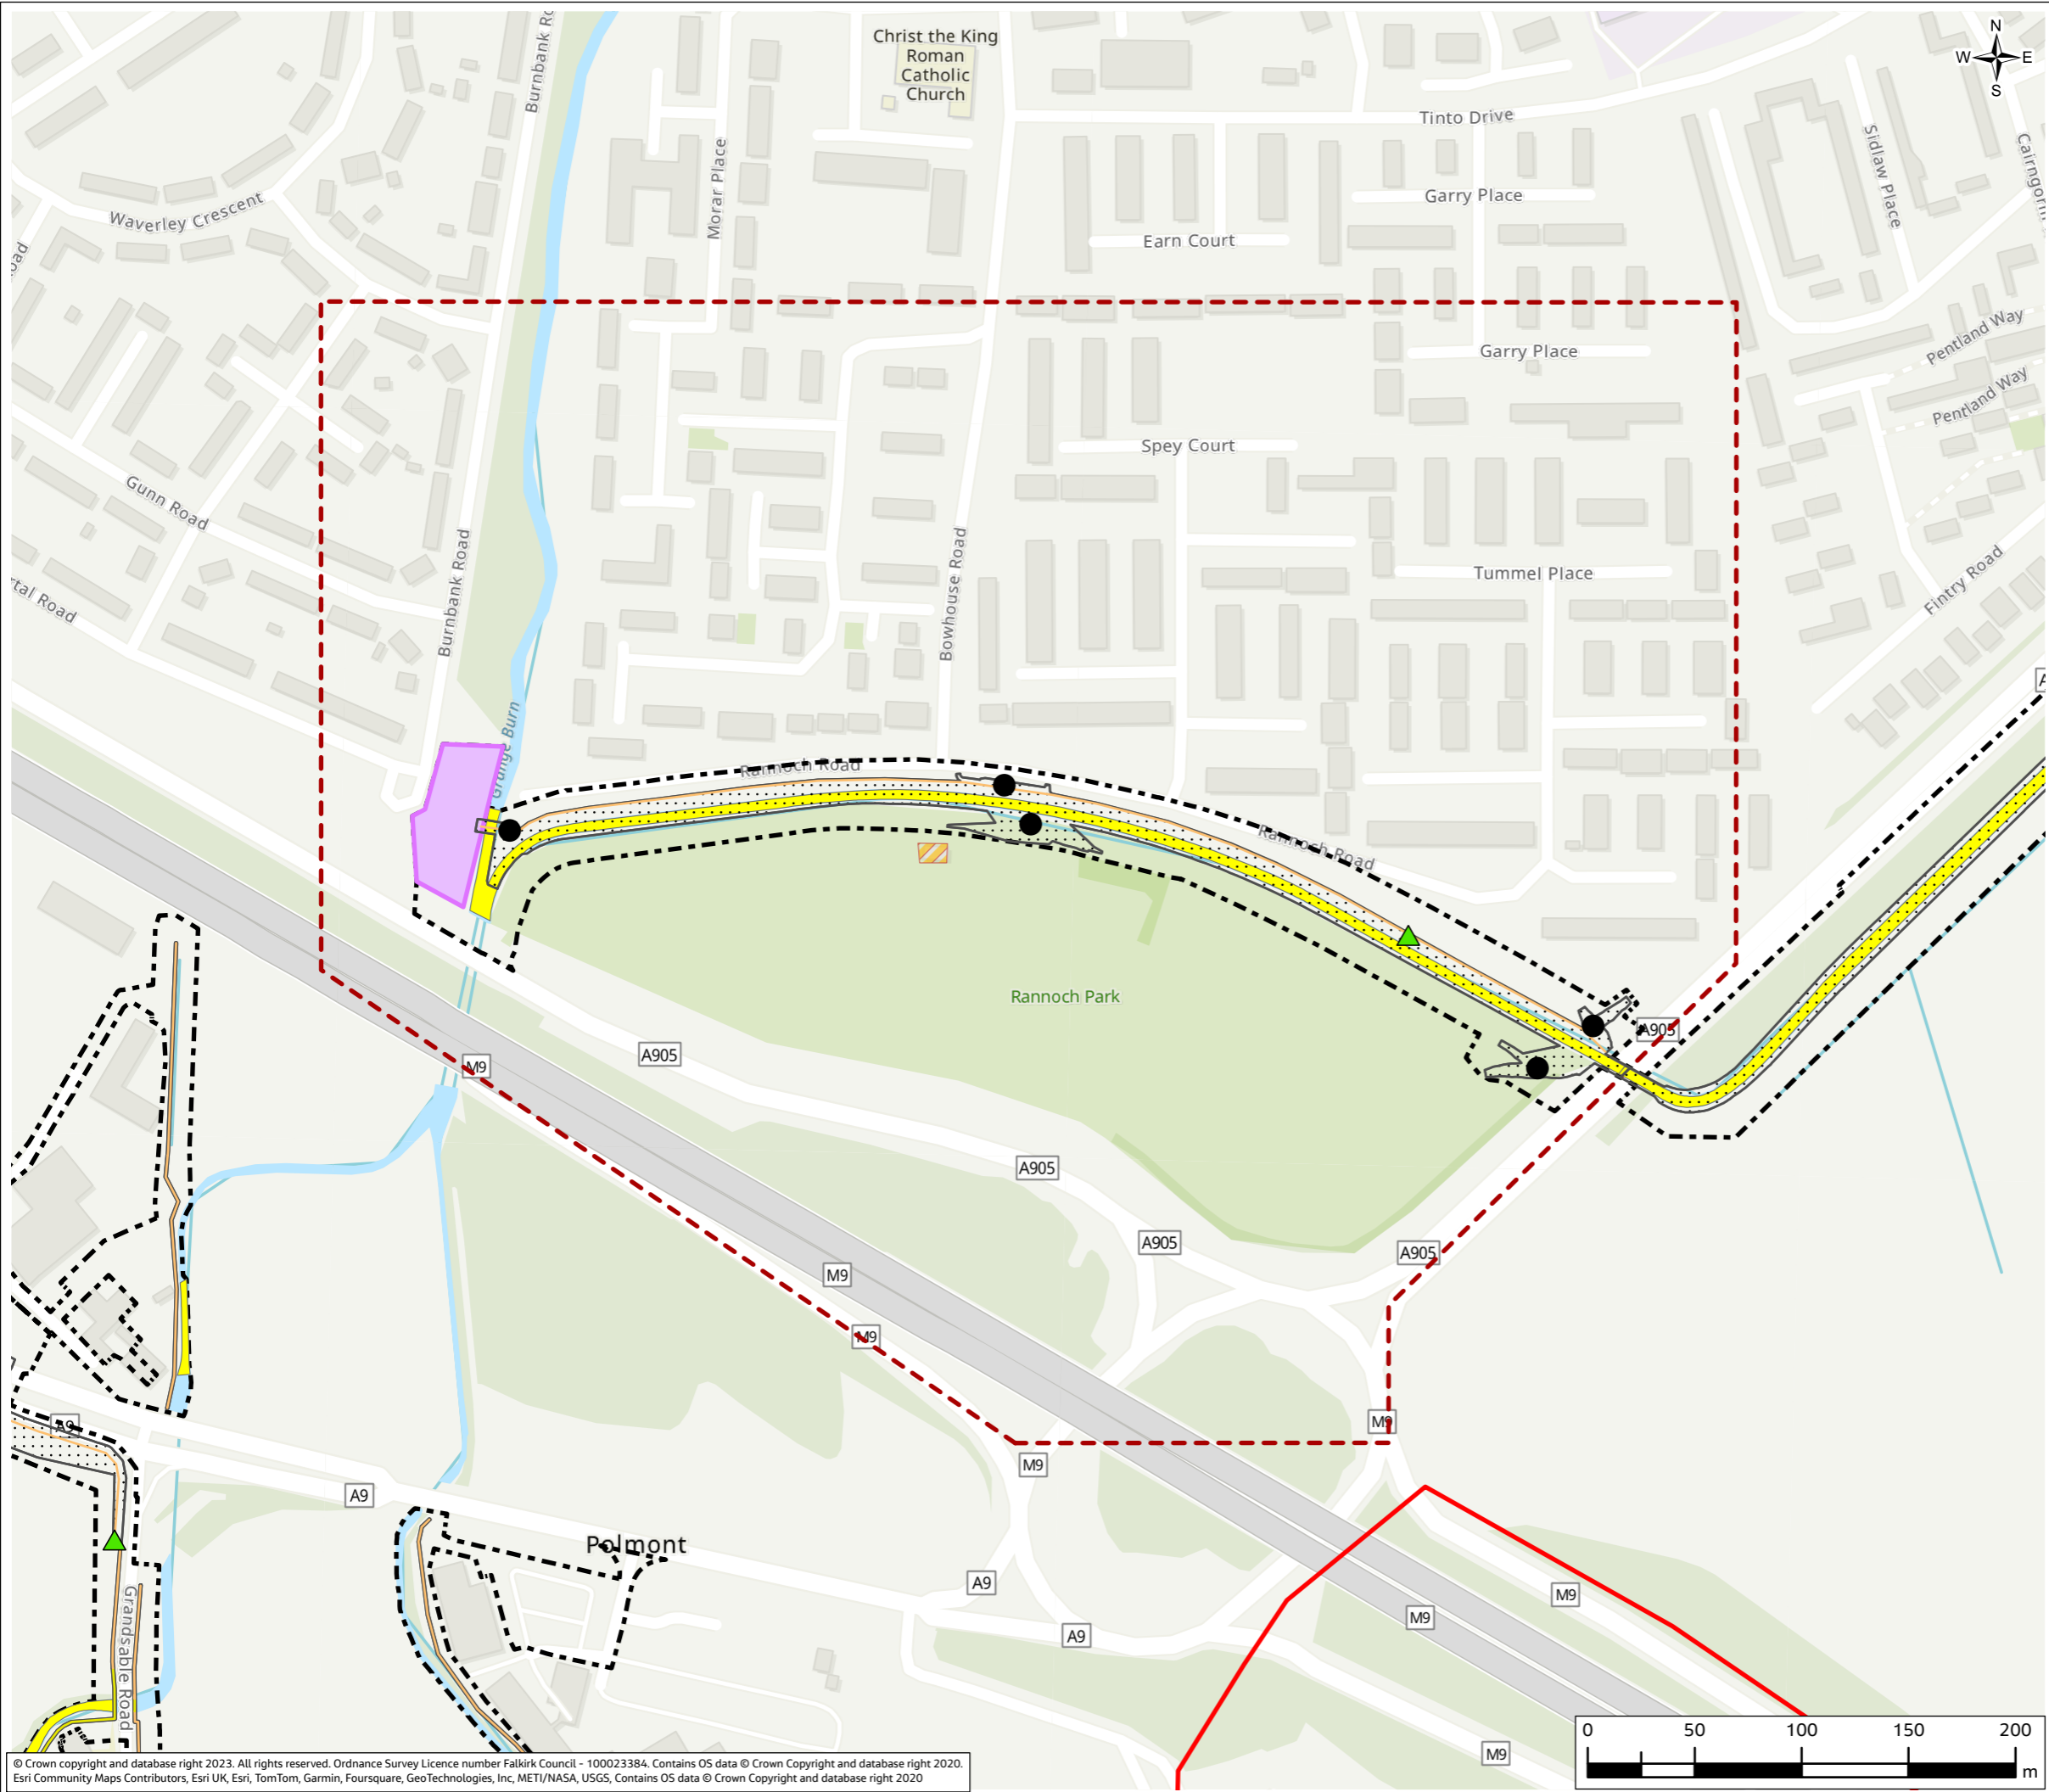 Christ the King
Roman
Catholic
Church
N
W E
S
Burnbank Ro
Tinto Drive
Morar Place
Sidlaw Place
Cairngorm
Garry Place
Waverley Crescent
Earn Court
oad
Pentland Way
Garry Place
Pentland Way
Spey Court
Gunn Road
Burnbank Road
Bowhouse Road
Tummel Place
Fintry Road
rtal Road
A
Grange Burn
Rannoch Road
Rannoch Road
Rannoch Park
A905
A905
M9
A905
A905
A905
M9
M9
M9
A9
M9
A9
Polmont
A9
M9
Grandsable Road
M9
A9
M9
0 50 100 150 200
m
© Crown copyright and database right 2023. All rights reserved. Ordnance Survey Licence number Falkirk Council - 100023384. Contains OS data © Crown Copyright and database right 2020.
Esri Community Maps Contributors, Esri UK, Esri, TomTom, Garmin, Foursquare, GeoTechnologies, Inc, METI/NASA, USGS, Contains OS data © Crown Copyright and database right 2020